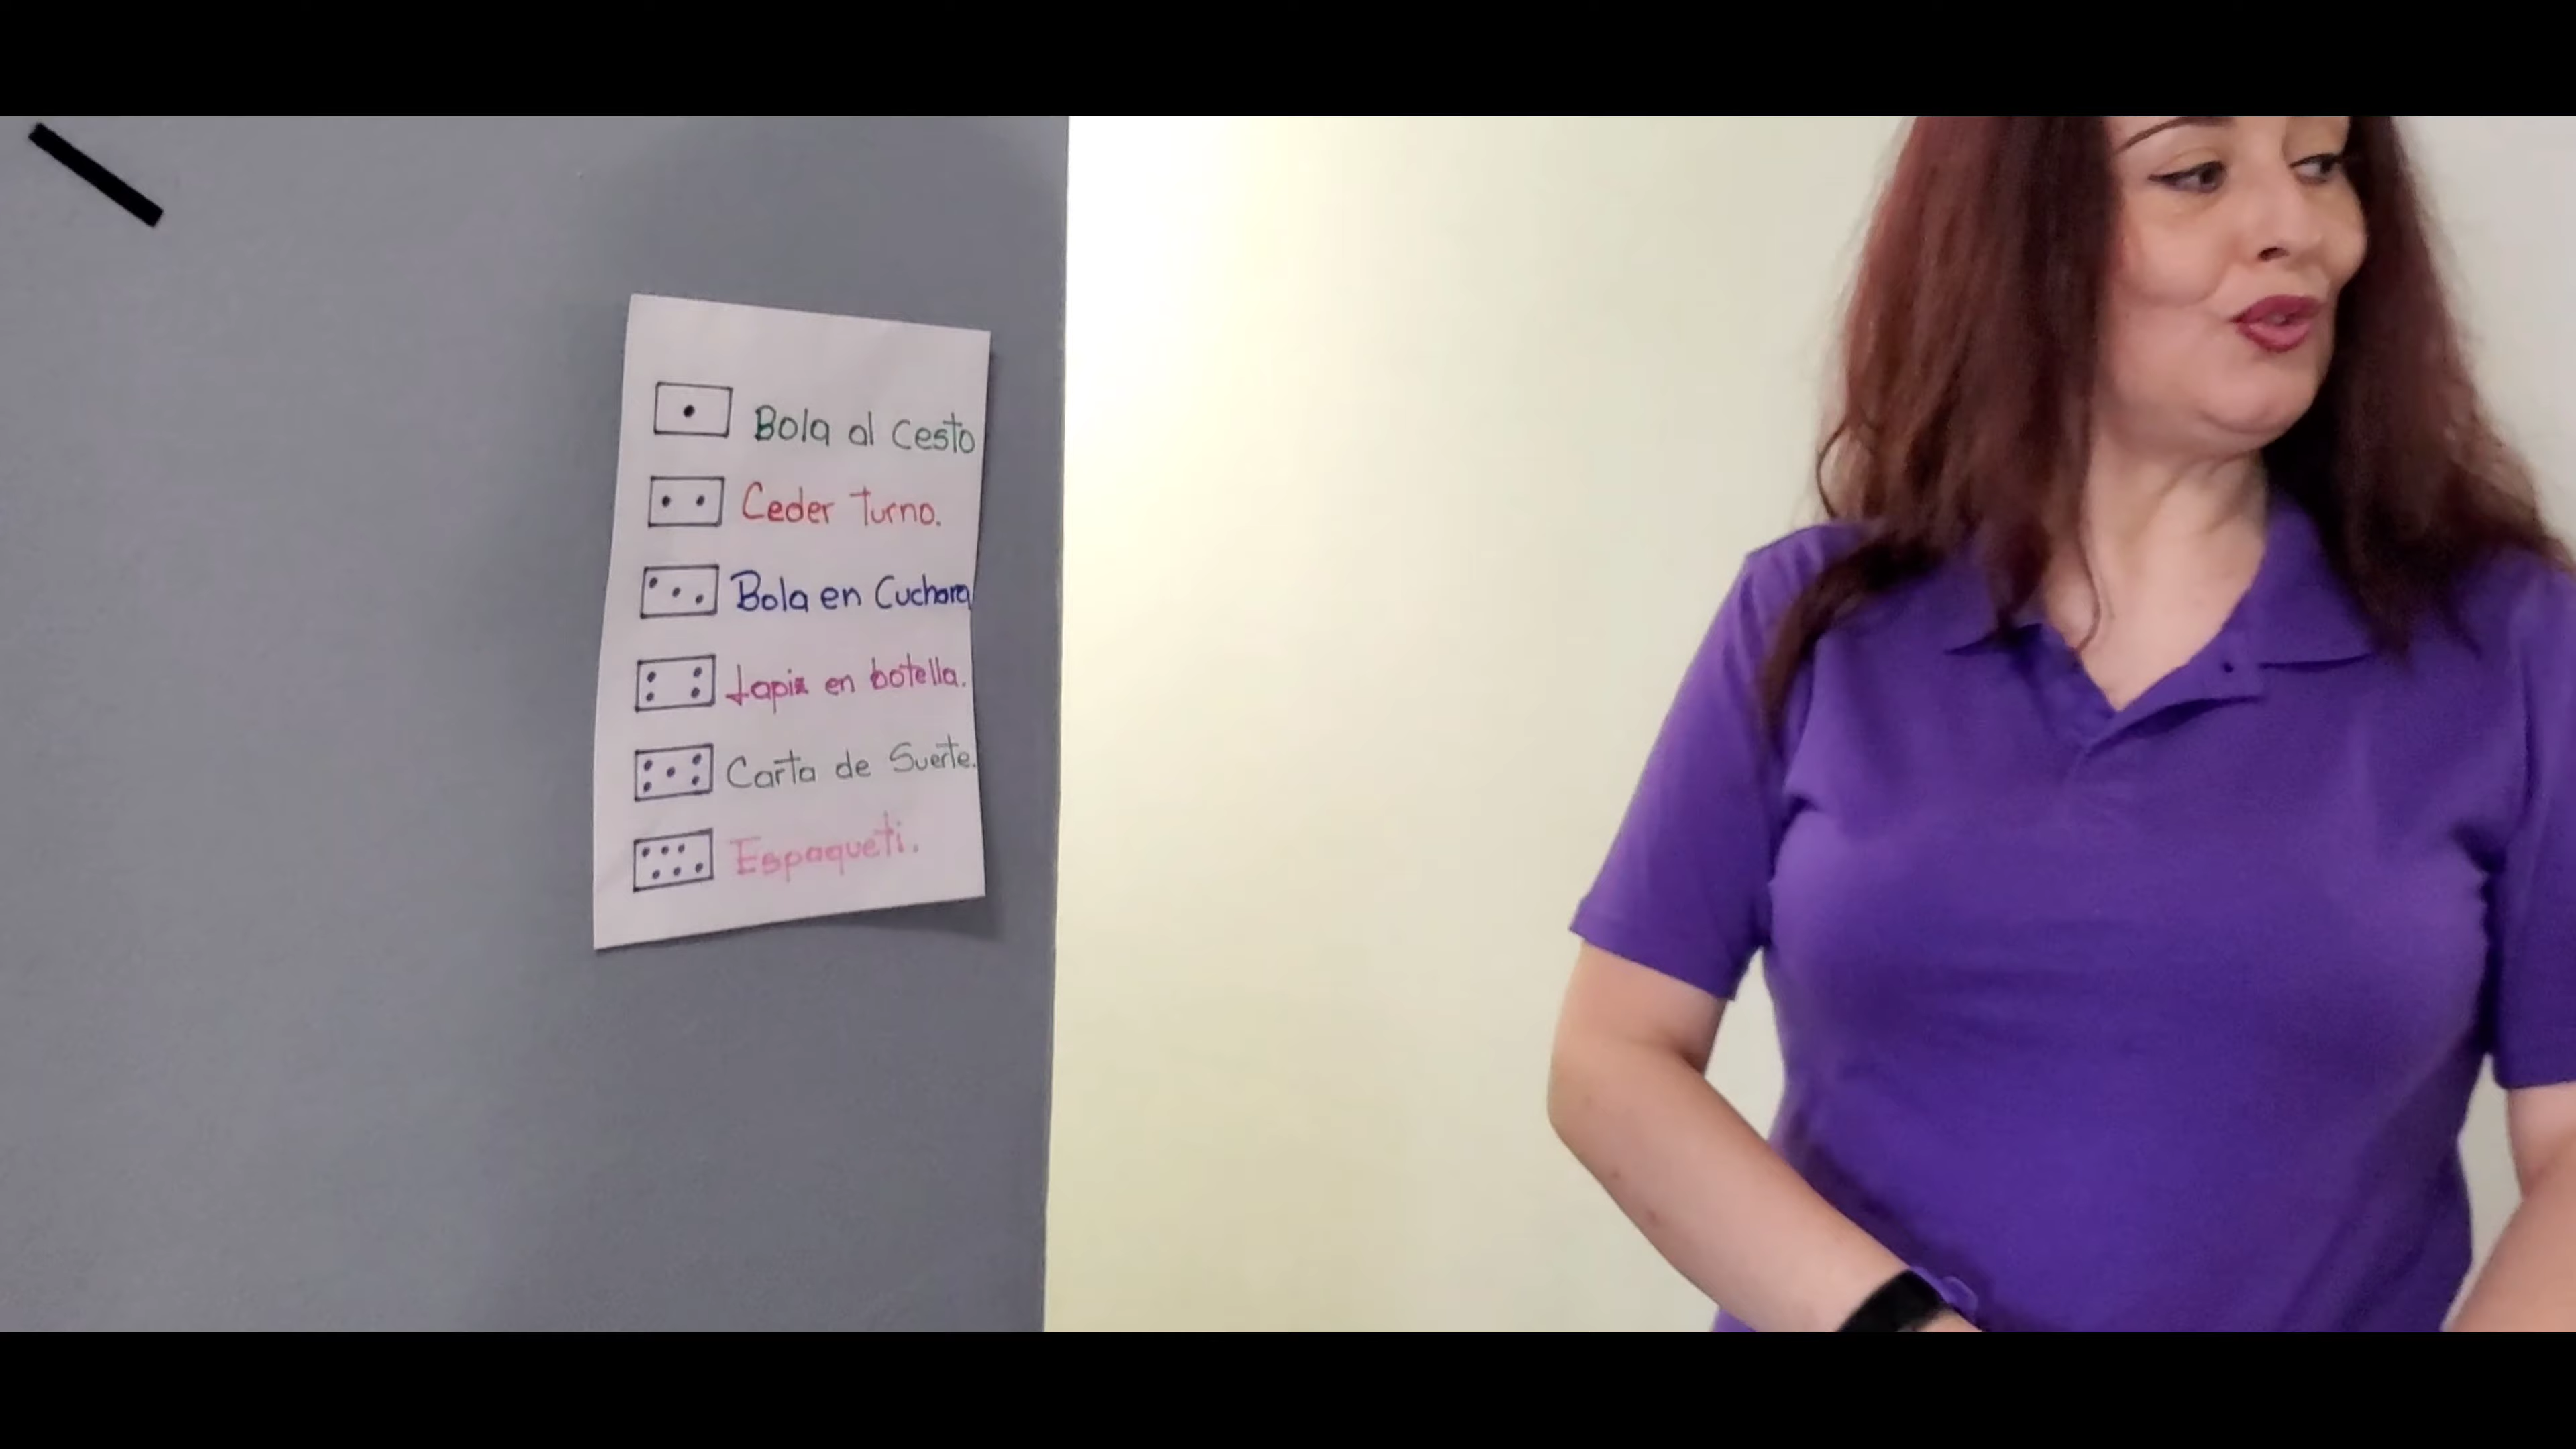 Bola al Cesto
Ceder Turno.
Bola en Cuchara
Lapiz en botella.
Carta de Suerte.
Espaqueti.